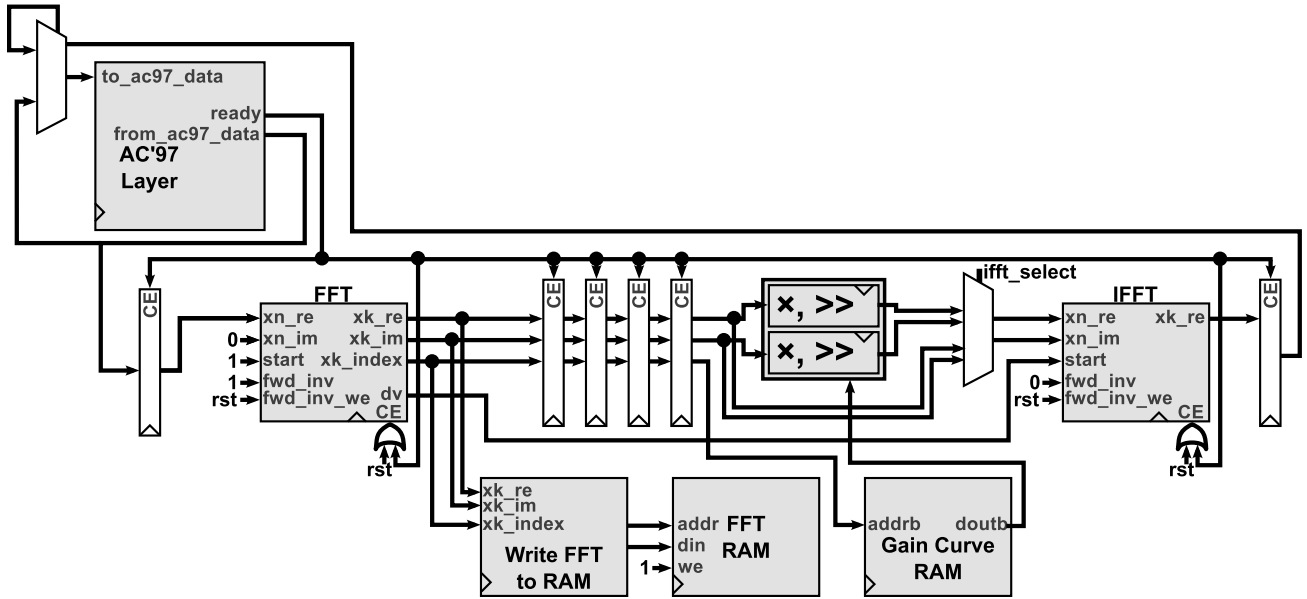 to_ac97_data
ready
from_ac97_data
AC'97
Layer
ifft_select
CE
FFT
xn_re
xk_re
0
xn_im
xk_im
1
start
xk_index
1
fwd_inv
dv
rst
fwd_inv_we
CE
rst
CE
CE
CE
CE
×, >>
×, >>
IFFT
xn_re
xk_re
xn_im
start
0
fwd_inv
rst
fwd_inv_we
CE
rst
CE
xk_re
xk_im
xk_index
Write FFT
to RAM
addr
FFT
din
RAM
1
we
addrb
doutb
Gain Curve
RAM